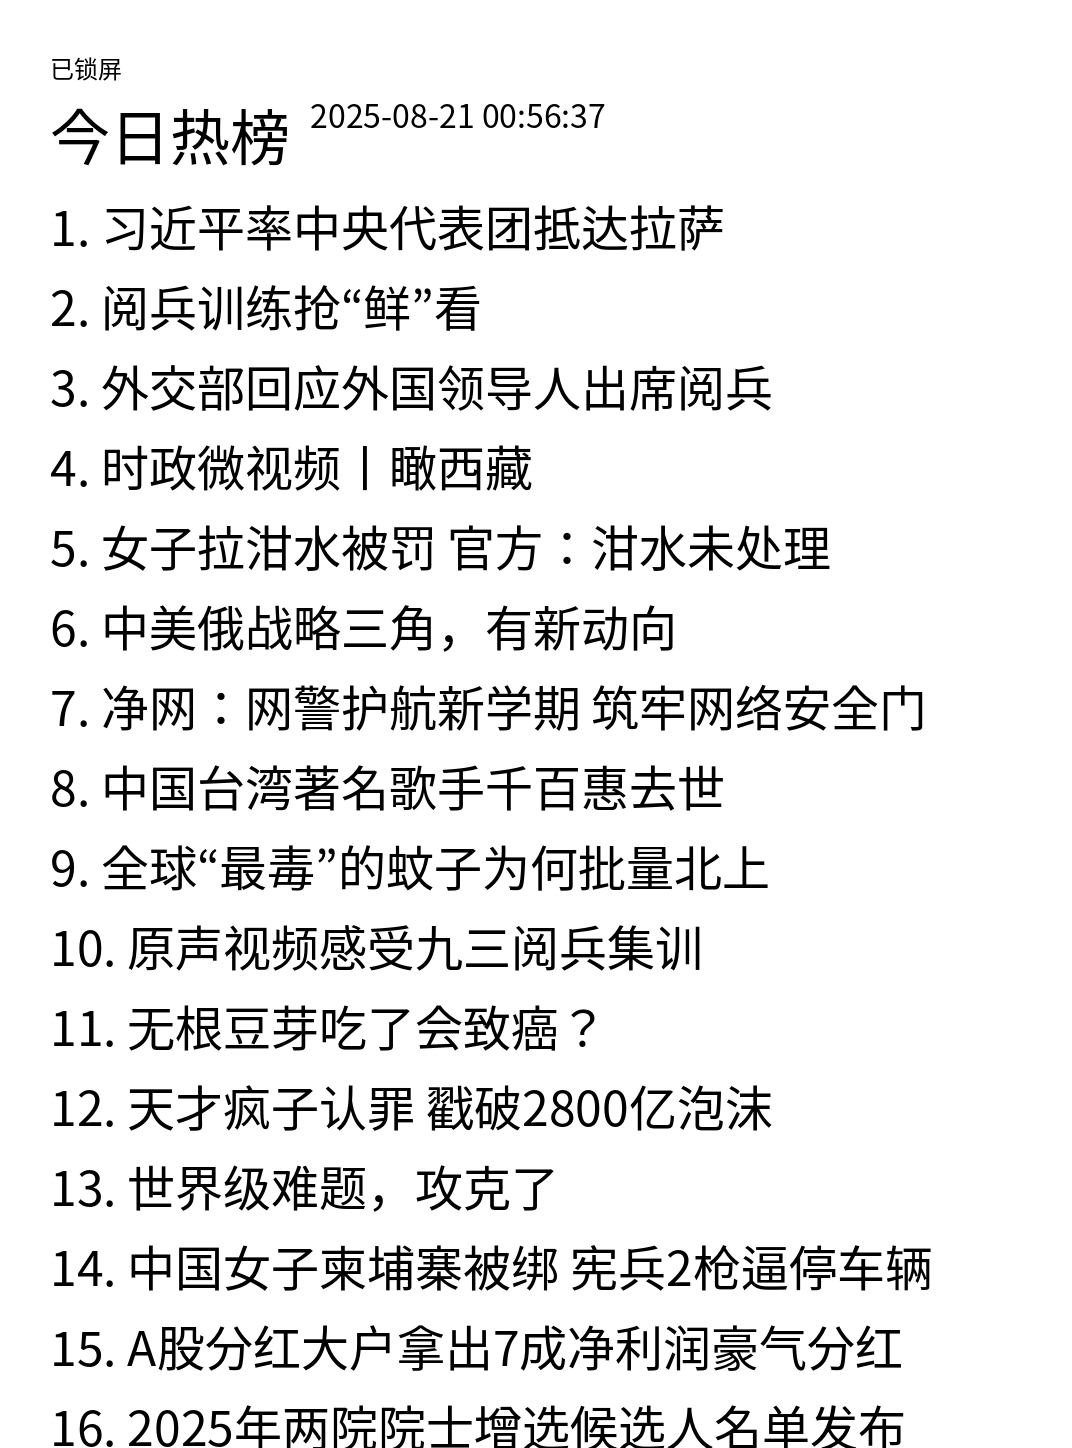 已锁屏
今日热榜 2025-08-21 00:56:37
1. 习近平率中央代表团抵达拉萨
2. 阅兵训练抢“鲜”看
3. 外交部回应外国领导人出席阅兵
4. 时政微视频丨瞰西藏
5. 女子拉泔水被罚 官方：泔水未处理
6. 中美俄战略三角，有新动向
7. 净网：网警护航新学期 筑牢网络安全门
8. 中国台湾著名歌手千百惠去世
9. 全球“最毒”的蚊子为何批量北上
10. 原声视频感受九三阅兵集训
11. 无根豆芽吃了会致癌？
12. 天才疯子认罪 戳破2800亿泡沫
13. 世界级难题，攻克了
14. 中国女子柬埔寨被绑 宪兵2枪逼停车辆
15. A股分红大户拿出7成净利润豪气分红
16. 2025年两院院士增选候选人名单发布